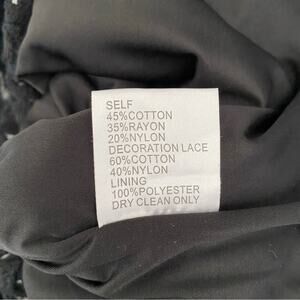 SELF
45%COTTON
35%RAYON
20%NYLON
DECORATION LACE
60%COTTON
40%NYLON
LINING
100%POLYESTER
DRY CLEAN ONLY